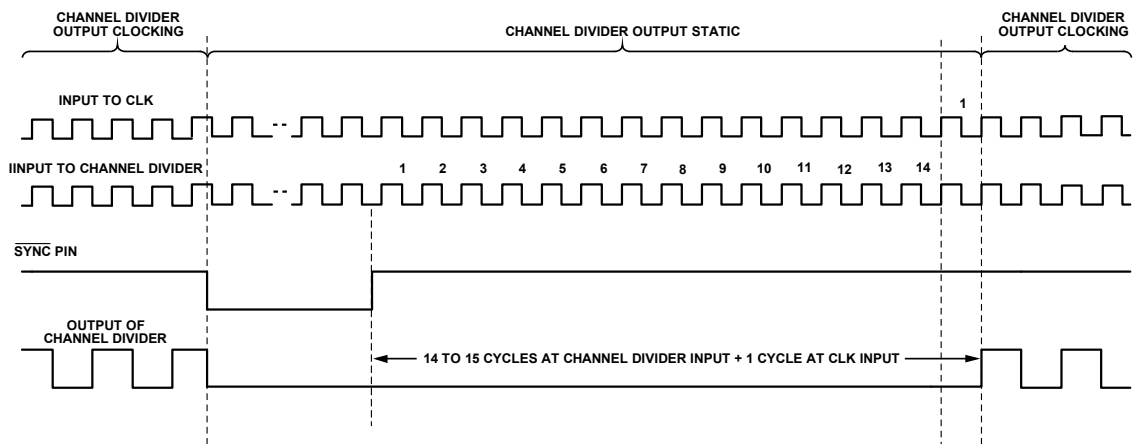 CHANNEL DIVIDER
OUTPUT CLOCKING
CHANNEL DIVIDER OUTPUT STATIC
CHANNEL DIVIDER
OUTPUT CLOCKING
INPUT TO CLK
1
IINPUT TO CHANNEL DIVIDER
1 2 3 4 5 6 7 8 9 10 11 12 13 14
SYNC PIN
OUTPUT OF
CHANNEL DIVIDER
14 TO 15 CYCLES AT CHANNEL DIVIDER INPUT + 1 CYCLE AT CLK INPUT